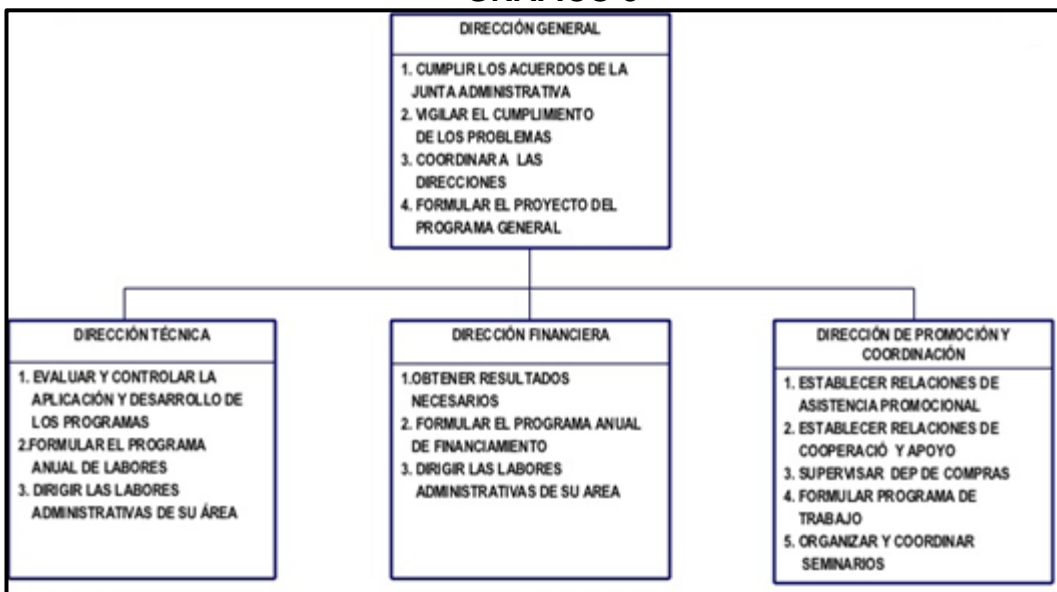 DIRECCIÓN GENERAL
1. CUMPLIR LOS ACUERDOS DE LA
JUNTA ADMINISTRATIVA
2. VIGILAR EL CUMPLIMIENTO
DE LOS PROBLEMAS
3. COORDINAR A LAS
DIRECCIONES
4. FORMULAR EL PROYECTO DEL
PROGRAMA GENERAL
DIRECCIÓN TÉCNICA
1. EVALUAR Y CONTROLAR LA
APLICACIÓN Y DESARROLLO DE
LOS PROGRAMAS
2.FORMULAR EL PROGRAMA
ANUAL DE LABORES
3. DIRIGIR LAS LABORES
ADMINISTRATIVAS DE SU ÁREA
DIRECCIÓN FINANCIERA
1.OBTENER RESULTADOS
NECESARIOS
2. FORMULAR EL PROGRAMA ANUAL
DE FINANCIAMIENTO
3. DIRIGIR LAS LABORES
ADMINISTRATIVAS DE SU AREA
DIRECCIÓN DE PROMOCIÓN Y
COORDINACIÓN
1. ESTABLECER RELACIONES DE
ASISTENCIA PROMOCIONAL
2. ESTABLECER RELACIONES DE
COOPERACIÓ Y APOYO
3. SUPERVISAR DEP DE COMPRAS
4. FORMULAR PROGRAMA DE
TRABAJO
5. ORGANIZAR Y COORDINAR
SEMINARIOS